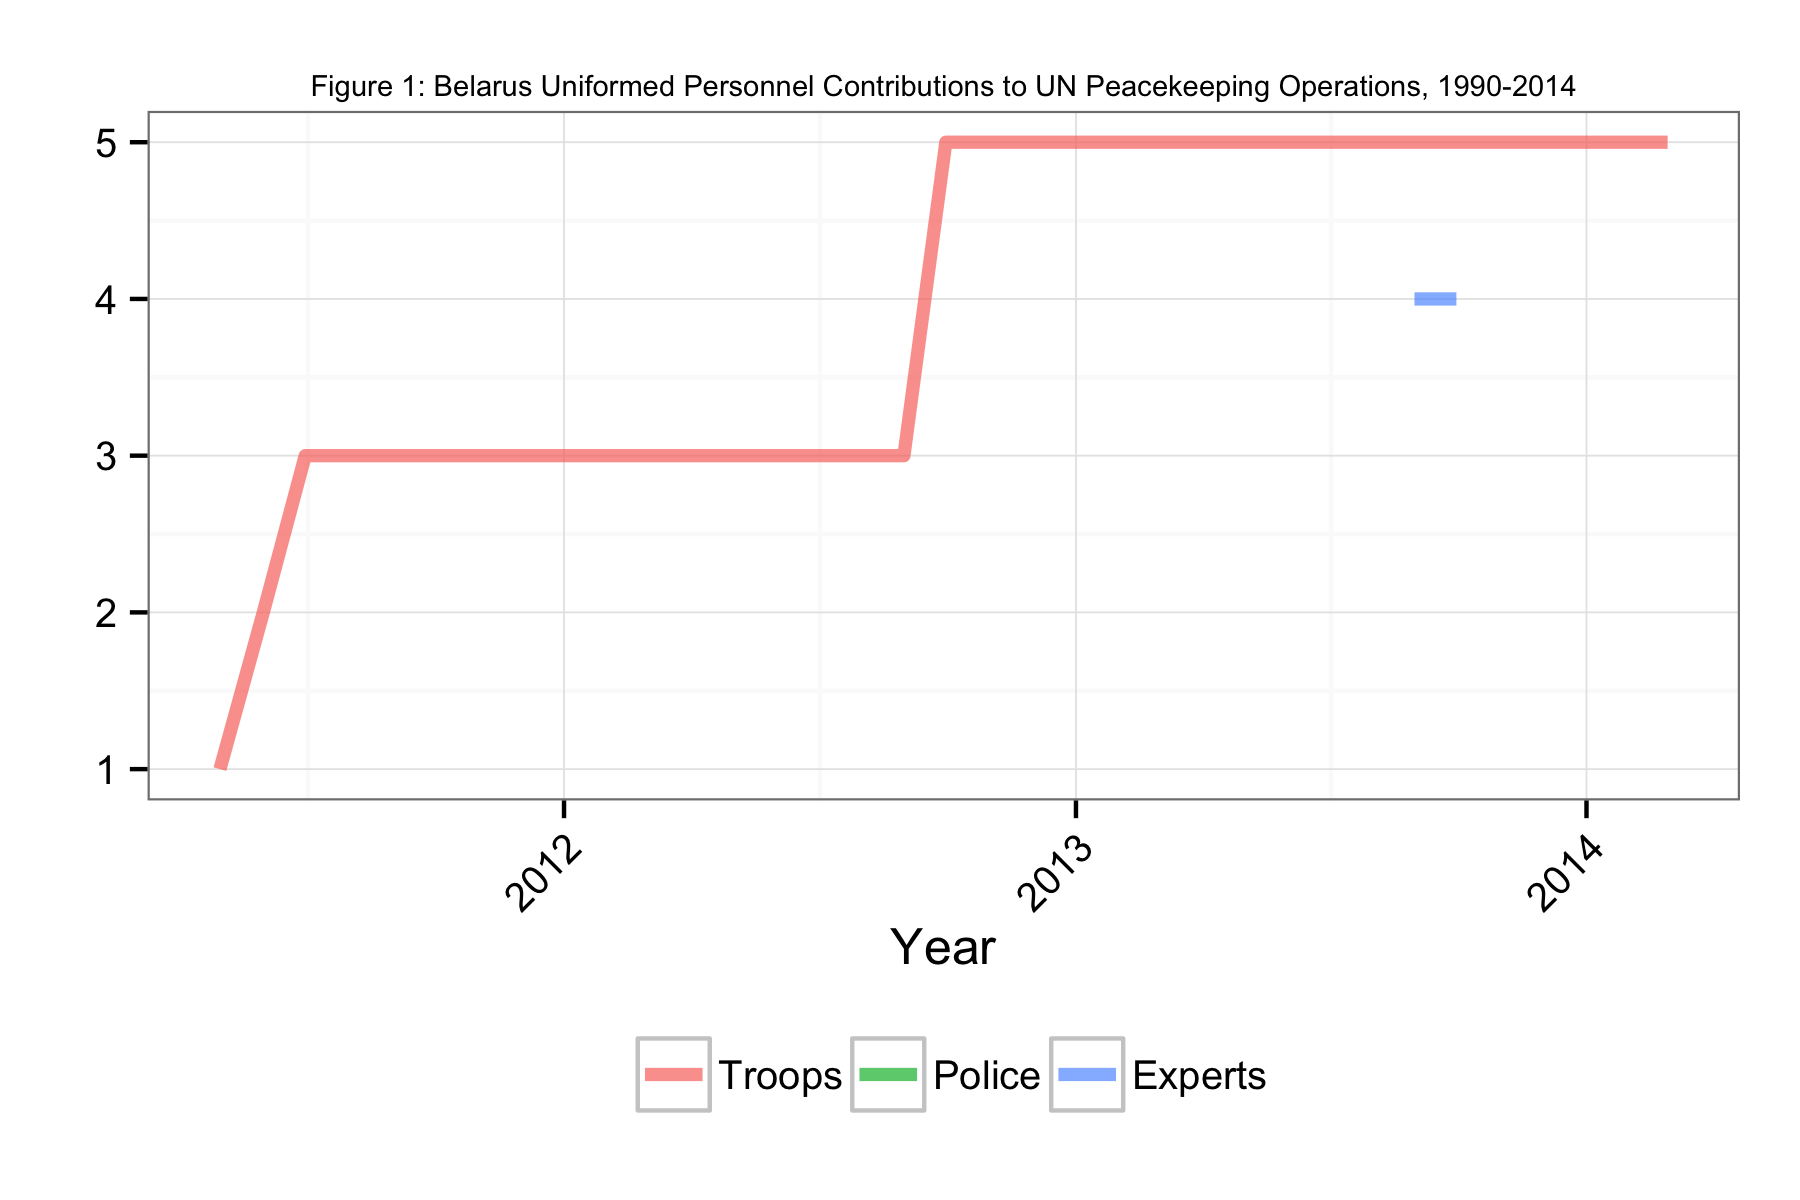 Figure 1: Belarus Uniformed Personnel Contributions to UN Peacekeeping Operations, 1990-2014
5
4
3
2
1
2012 2013 2014
Year
Troops Police Experts